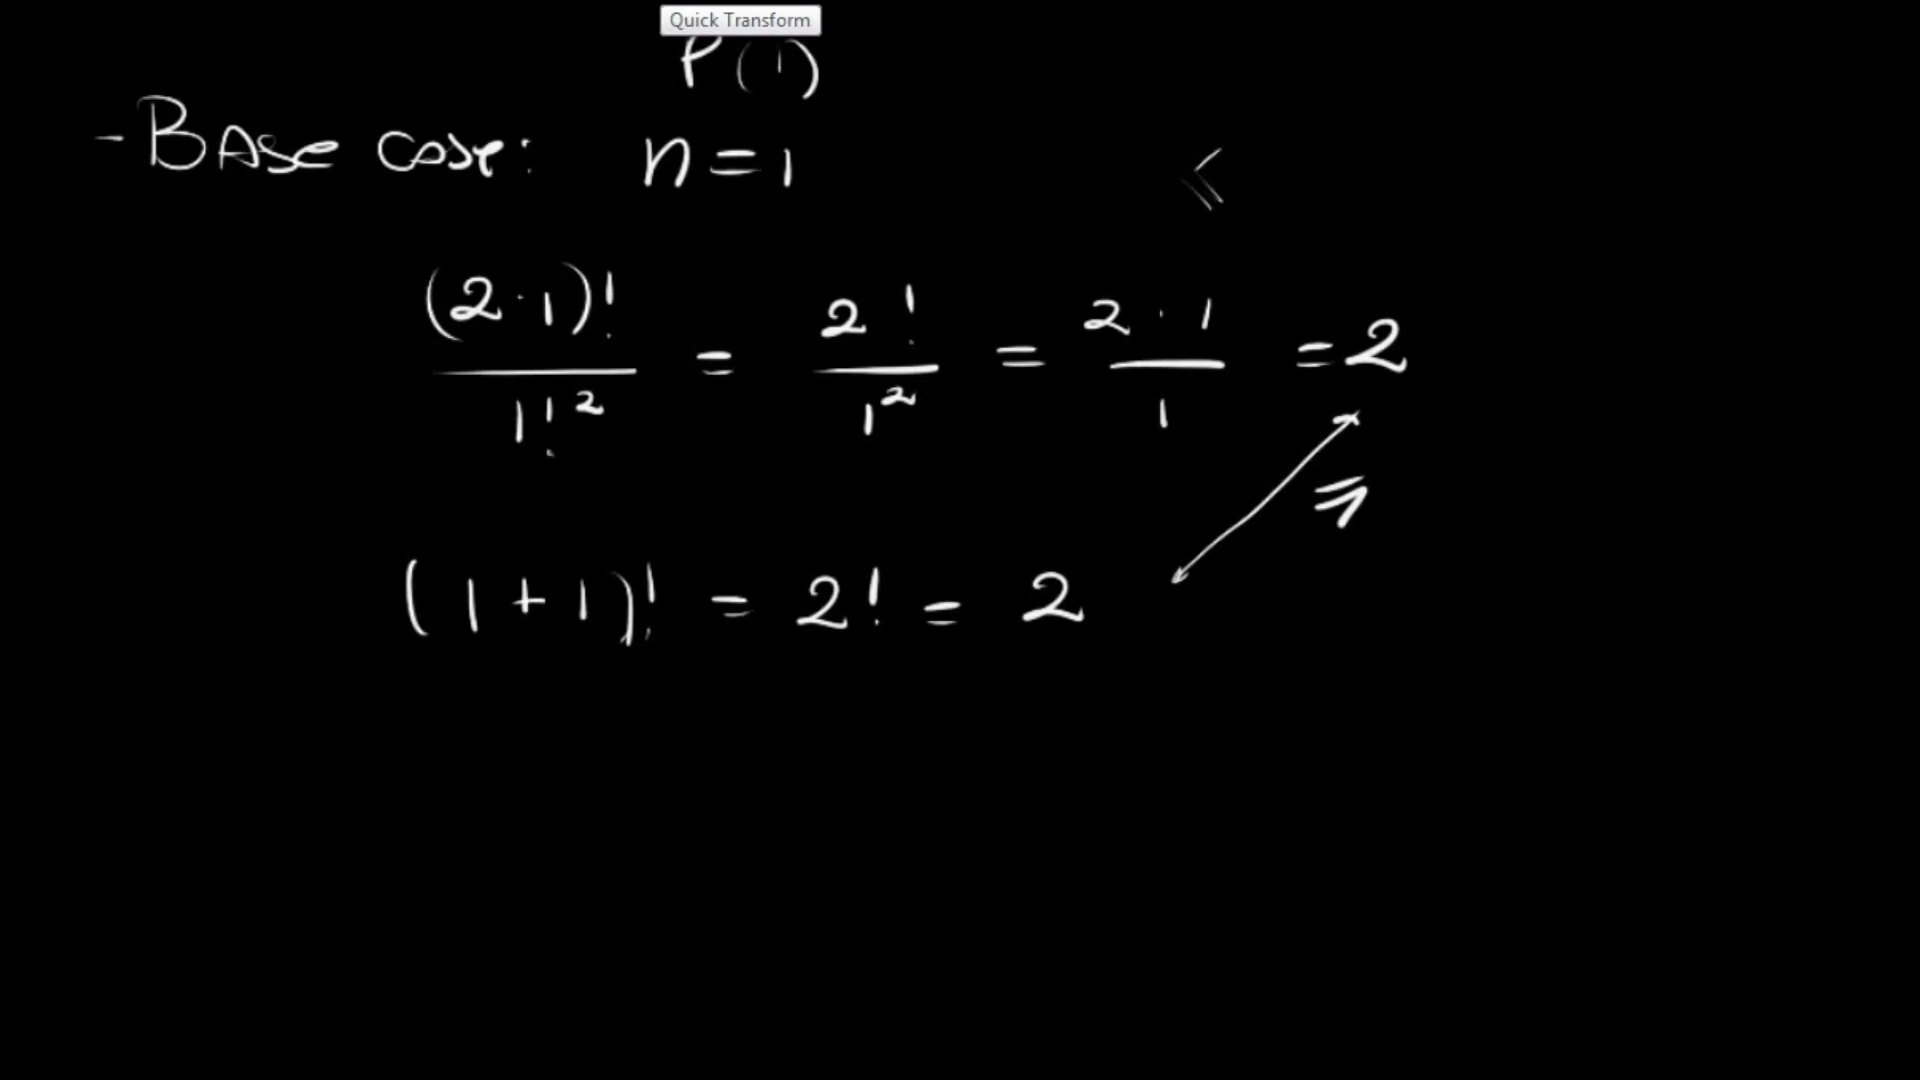 Quick Transform
P(1)
- BASe case: n = 1
⩽
(2·1)! / 1!² = 2! / 1² = 2·1 / 1 = 2
(1+1)! = 2! = 2